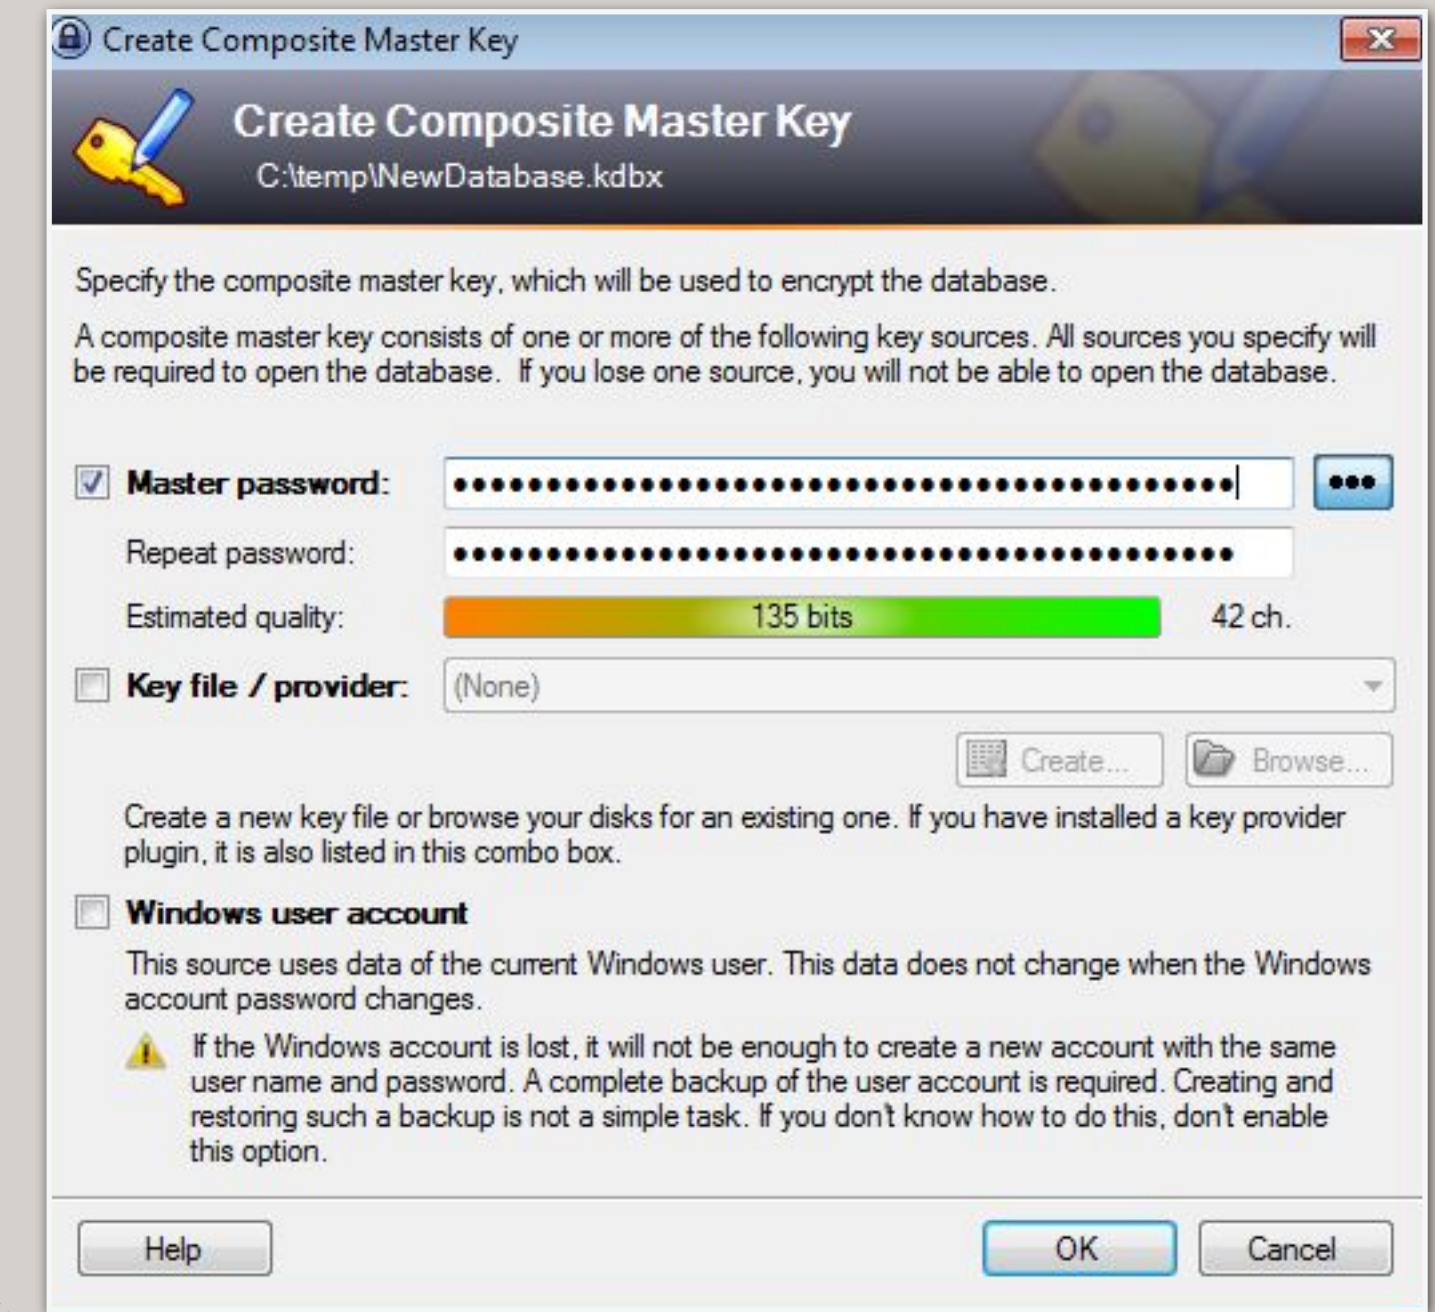 Create Composite Master Key
Create Composite Master Key
C:\temp\NewDatabase.kdbx
Specify the composite master key, which will be used to encrypt the database.
A composite master key consists of one or more of the following key sources. All sources you specify will
be required to open the database.  If you lose one source, you will not be able to open the database.
Master password: ••••••••••••••••••••••••••••••••••••••••••
Repeat password: ••••••••••••••••••••••••••••••••••••••••••
Estimated quality: 135 bits 42 ch.
Key file / provider: (None)
Create... Browse...
Create a new key file or browse your disks for an existing one. If you have installed a key provider
plugin, it is also listed in this combo box.
Windows user account
This source uses data of the current Windows user. This data does not change when the Windows
account password changes.
If the Windows account is lost, it will not be enough to create a new account with the same
user name and password. A complete backup of the user account is required. Creating and
restoring such a backup is not a simple task. If you don't know how to do this, don't enable
this option.
Help OK Cancel